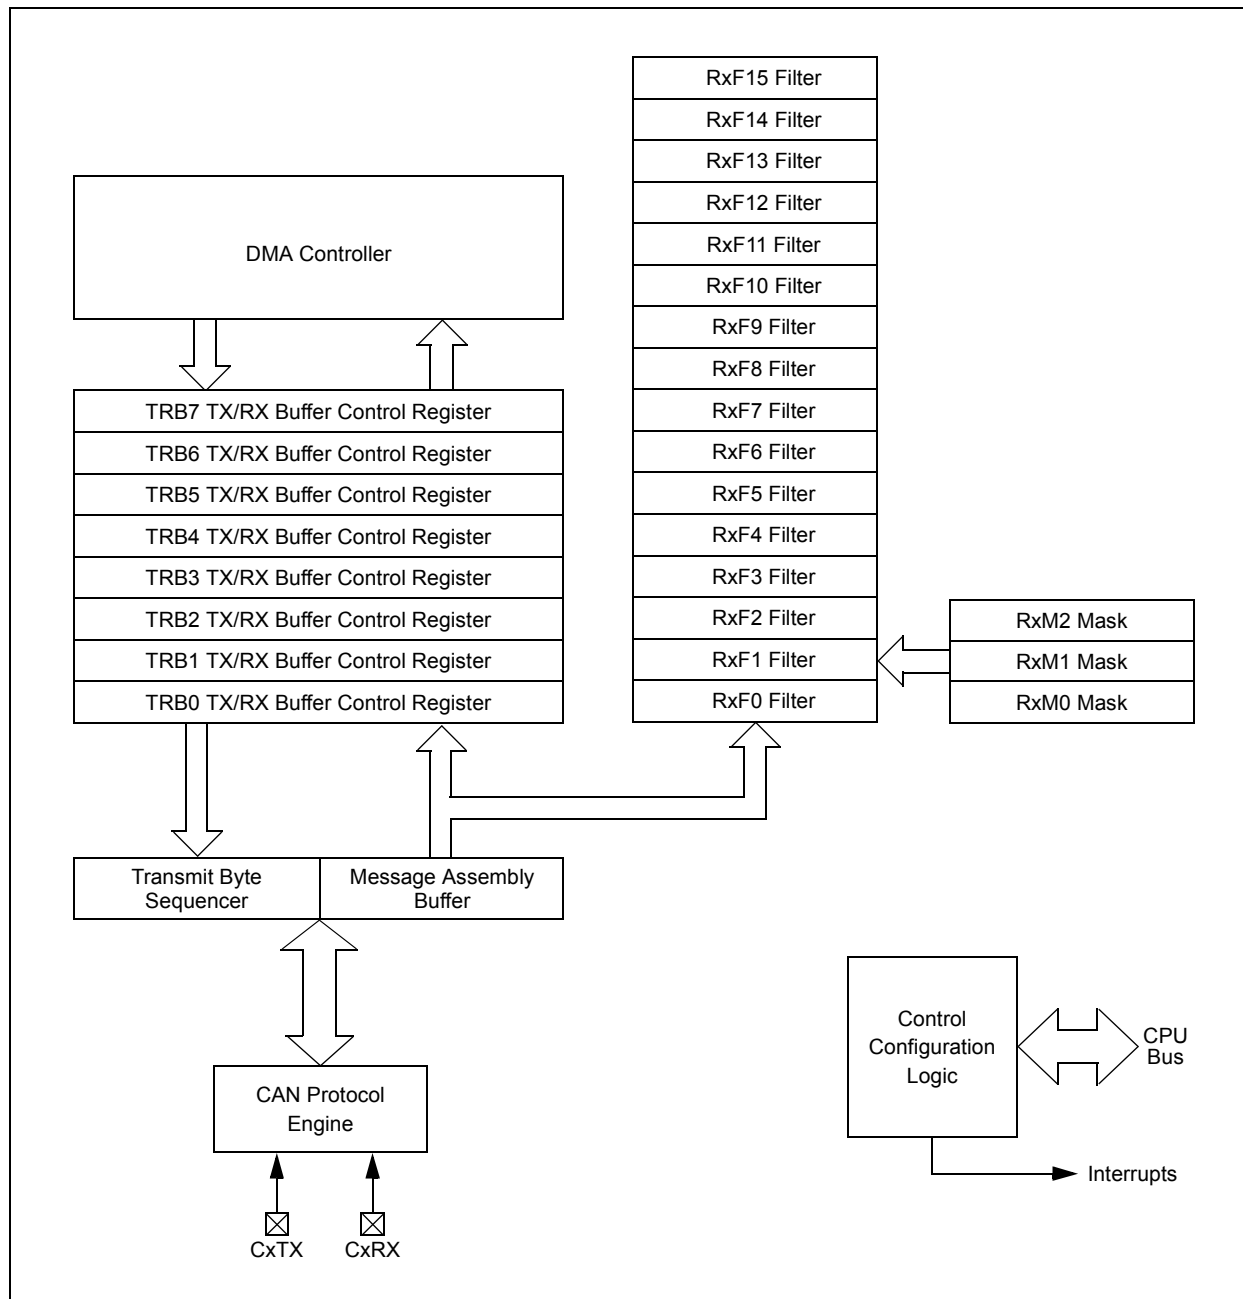 RxF15 Filter
RxF14 Filter
RxF13 Filter
RxF12 Filter
RxF11 Filter
RxF10 Filter
RxF9 Filter
RxF8 Filter
RxF7 Filter
RxF6 Filter
RxF5 Filter
RxF4 Filter
RxF3 Filter
RxF2 Filter
RxF1 Filter
RxF0 Filter
DMA Controller
TRB7 TX/RX Buffer Control Register
TRB6 TX/RX Buffer Control Register
TRB5 TX/RX Buffer Control Register
TRB4 TX/RX Buffer Control Register
TRB3 TX/RX Buffer Control Register
TRB2 TX/RX Buffer Control Register
TRB1 TX/RX Buffer Control Register
TRB0 TX/RX Buffer Control Register
RxM2 Mask
RxM1 Mask
RxM0 Mask
Transmit Byte
Sequencer
Message Assembly
Buffer
CAN Protocol
Engine
CxTX
CxRX
Control
Configuration
Logic
CPU
Bus
Interrupts